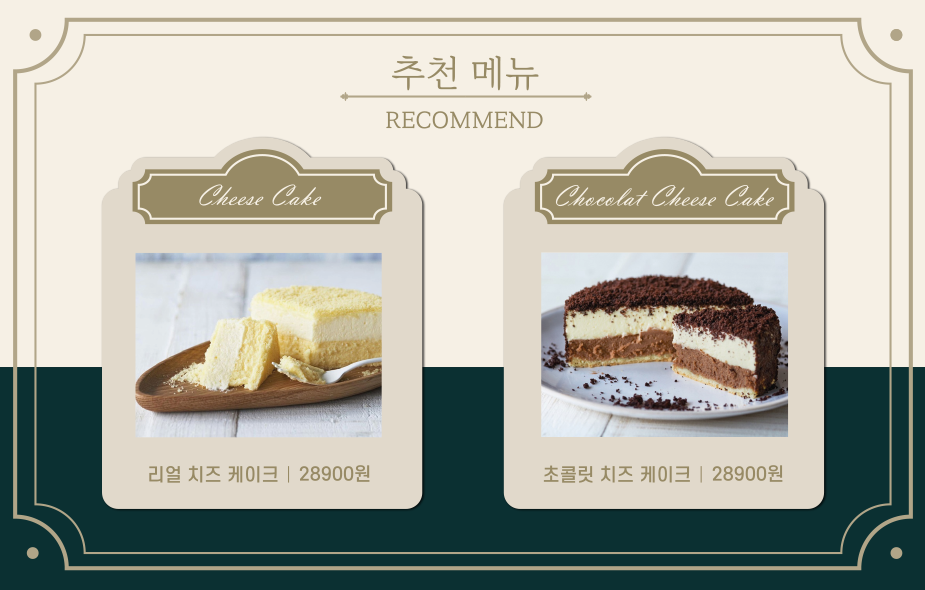 추천 메뉴
RECOMMEND
Cheese Cake
Chocolat Cheese Cake
리얼 치즈 케이크 | 28900원
초콜릿 치즈 케이크 | 28900원